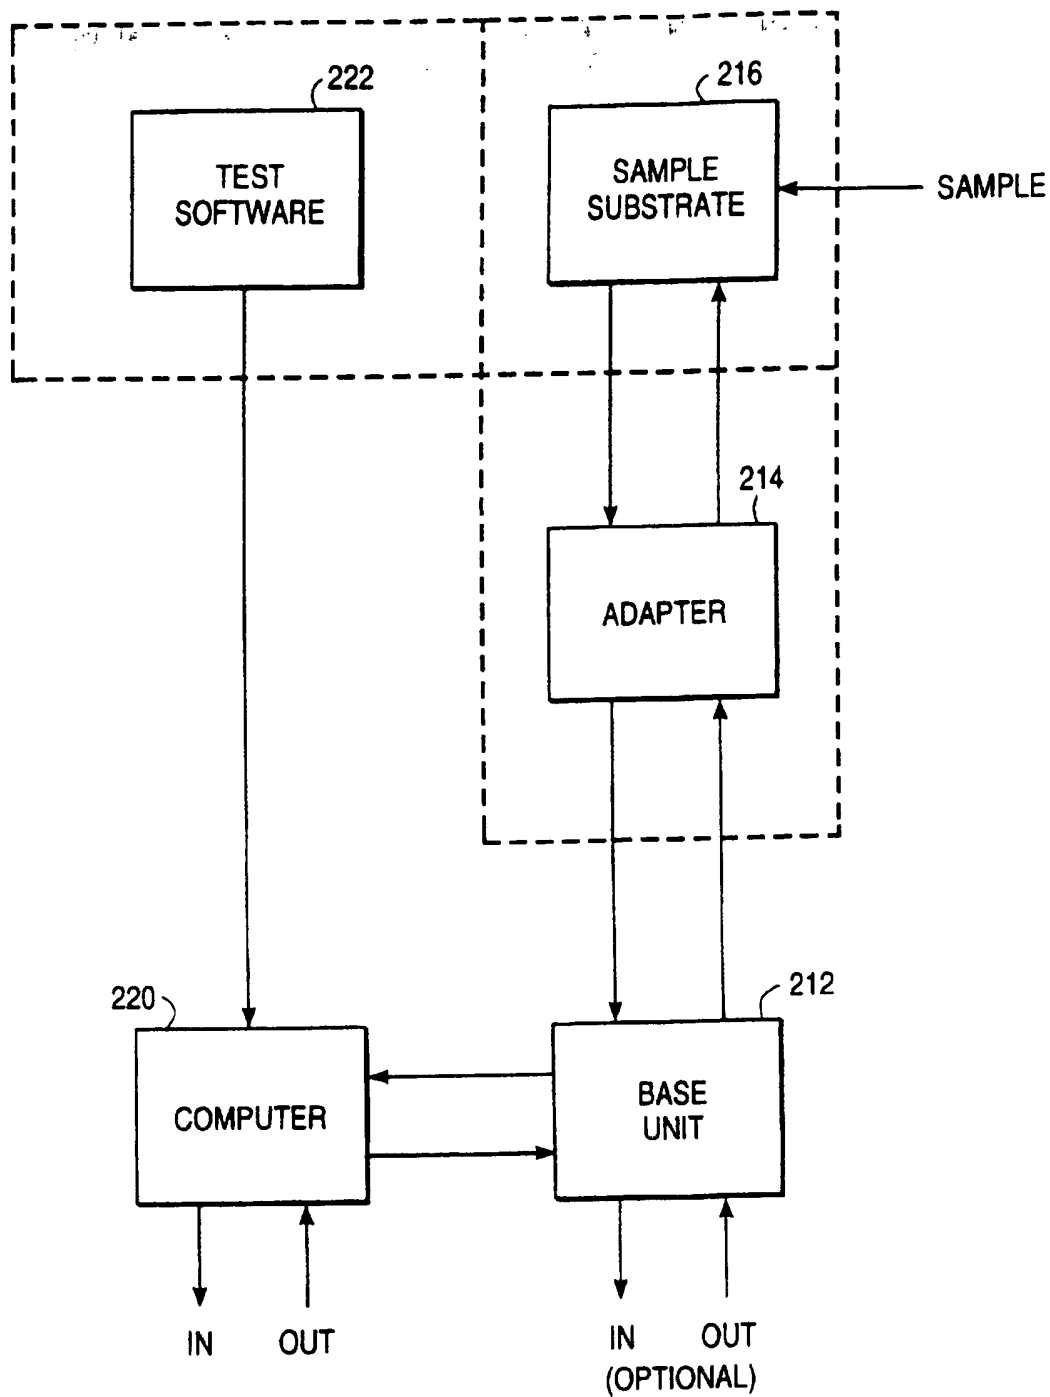 222
TEST
SOFTWARE
216
SAMPLE
SUBSTRATE
SAMPLE
214
ADAPTER
220
COMPUTER
212
BASE
UNIT
IN
OUT
IN
OUT
(OPTIONAL)